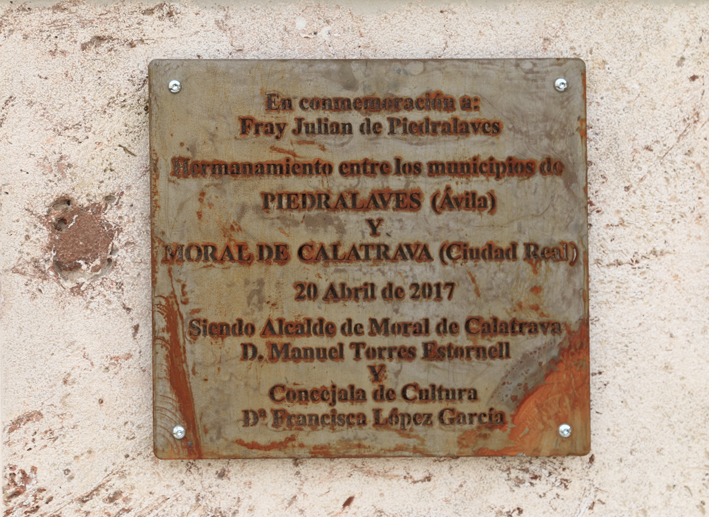 En conmemoración a:
Fray Julian de Piedralaves
Hermanamiento entre los municipios de
PIEDRALAVES (Ávila)
Y
MORAL DE CALATRAVA (Ciudad Real)
20 Abril de 2017
Siendo Alcalde de Moral de Calatrava
D. Manuel Torres Estornell
Y
Concejala de Cultura
Dª Francisca López García